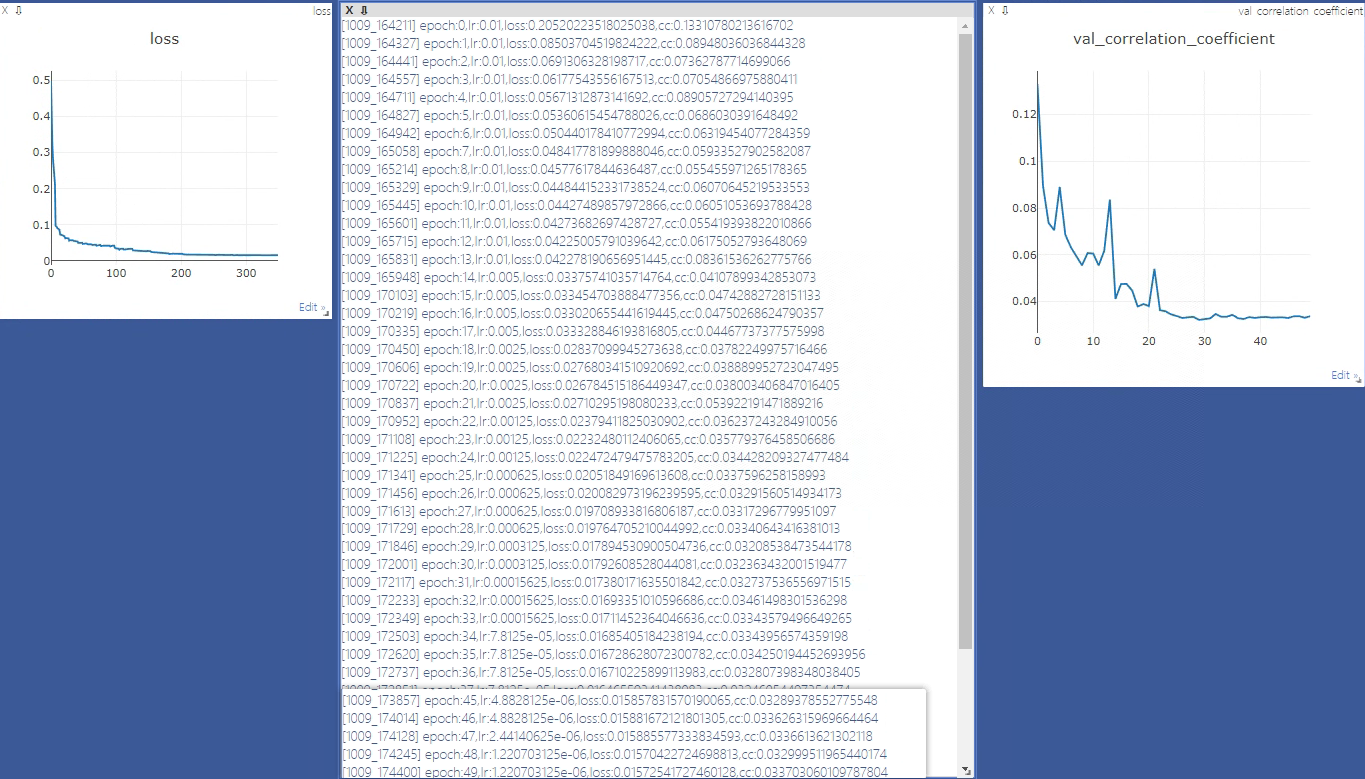 X ⇩ loss
loss
0.5
0.4
0.3
0.2
0.1
0
0 100 200 300
Edit »
X ⇩
[1009_164211] epoch:0,lr:0.01,loss:0.20520223518025038,cc:0.13310780213616702
[1009_164327] epoch:1,lr:0.01,loss:0.08503704519824222,cc:0.08948036036844328
[1009_164441] epoch:2,lr:0.01,loss:0.0691306328198717,cc:0.07362787714699066
[1009_164557] epoch:3,lr:0.01,loss:0.06177543556167513,cc:0.07054866975880411
[1009_164711] epoch:4,lr:0.01,loss:0.05671312873141692,cc:0.08905727294140395
[1009_164827] epoch:5,lr:0.01,loss:0.05360615454788026,cc:0.0686030391648492
[1009_164942] epoch:6,lr:0.01,loss:0.050440178410772994,cc:0.06319454077284359
[1009_165058] epoch:7,lr:0.01,loss:0.048417781899888046,cc:0.05933527902582087
[1009_165214] epoch:8,lr:0.01,loss:0.04577617844636487,cc:0.055455971265178365
[1009_165329] epoch:9,lr:0.01,loss:0.044844152331738524,cc:0.06070645219533553
[1009_165445] epoch:10,lr:0.01,loss:0.04427489857972866,cc:0.06051053693788428
[1009_165601] epoch:11,lr:0.01,loss:0.04273682697428727,cc:0.055419393822010866
[1009_165715] epoch:12,lr:0.01,loss:0.04225005791039642,cc:0.06175052793648069
[1009_165831] epoch:13,lr:0.01,loss:0.042278190656951445,cc:0.08361536262775766
[1009_165948] epoch:14,lr:0.005,loss:0.03375741035714764,cc:0.04107899342853073
[1009_170103] epoch:15,lr:0.005,loss:0.033454703888477356,cc:0.04742882728151133
[1009_170219] epoch:16,lr:0.005,loss:0.033020655441619445,cc:0.04750268624790357
[1009_170335] epoch:17,lr:0.005,loss:0.033328846193816805,cc:0.04467737377575998
[1009_170450] epoch:18,lr:0.0025,loss:0.02837099945273638,cc:0.03782249975716466
[1009_170606] epoch:19,lr:0.0025,loss:0.027680341510920692,cc:0.038889952723047495
[1009_170722] epoch:20,lr:0.0025,loss:0.026784515186449347,cc:0.038003406847016405
[1009_170837] epoch:21,lr:0.0025,loss:0.02710295198080233,cc:0.053922191471889216
[1009_170952] epoch:22,lr:0.00125,loss:0.02379411825030902,cc:0.036237243284910056
[1009_171108] epoch:23,lr:0.00125,loss:0.02232480112406065,cc:0.035779376458506686
[1009_171225] epoch:24,lr:0.00125,loss:0.022472479475783205,cc:0.034428209327477484
[1009_171341] epoch:25,lr:0.000625,loss:0.02051849169613608,cc:0.0337596258158993
[1009_171456] epoch:26,lr:0.000625,loss:0.020082973196239595,cc:0.03291560514934173
[1009_171613] epoch:27,lr:0.000625,loss:0.019708933816806187,cc:0.03317296779951097
[1009_171729] epoch:28,lr:0.000625,loss:0.019764705210044992,cc:0.03340643416381013
[1009_171846] epoch:29,lr:0.0003125,loss:0.017894530900504736,cc:0.03208538473544178
[1009_172001] epoch:30,lr:0.0003125,loss:0.01792608528044081,cc:0.032363432001519477
[1009_172117] epoch:31,lr:0.00015625,loss:0.017380171635501842,cc:0.032737536556971515
[1009_172233] epoch:32,lr:0.00015625,loss:0.01693351010596686,cc:0.03461498301536298
[1009_172349] epoch:33,lr:0.00015625,loss:0.01711452364046636,cc:0.03343579496649265
[1009_172503] epoch:34,lr:7.8125e-05,loss:0.01685405184238194,cc:0.03343956574359198
[1009_172620] epoch:35,lr:7.8125e-05,loss:0.016728628072300782,cc:0.034250194452693956
[1009_172737] epoch:36,lr:7.8125e-05,loss:0.016710225899113983,cc:0.032807398348038405
[1009_173857] epoch:45,lr:4.8828125e-06,loss:0.015857831570190065,cc:0.03289378552775548
[1009_174014] epoch:46,lr:4.8828125e-06,loss:0.015881672121801305,cc:0.033626315969664464
[1009_174128] epoch:47,lr:2.44140625e-06,loss:0.015885577333834593,cc:0.0336613621302118
[1009_174245] epoch:48,lr:1.220703125e-06,loss:0.01570422724698813,cc:0.032999511965440174
[1009_174400] epoch:49,lr:1.220703125e-06,loss:0.01572541727460128,cc:0.033703060109787804
X ⇩ val correlation coefficient
val_correlation_coefficient
0.12
0.1
0.08
0.06
0.04
0 10 20 30 40
Edit »